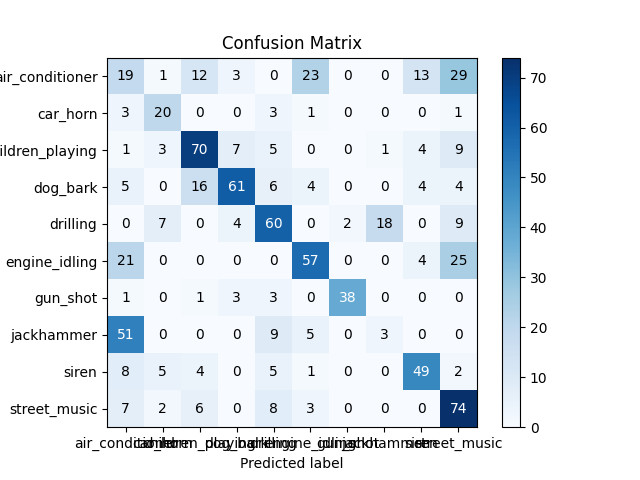 Confusion Matrix
air_conditioner 19 1 12 3 0 23 0 0 13 29
car_horn 3 20 0 0 3 1 0 0 0 1
ildren_playing 1 3 70 7 5 0 0 1 4 9
dog_bark 5 0 16 61 6 4 0 0 4 4
drilling 0 7 0 4 60 0 2 18 0 9
engine_idling 21 0 0 0 0 57 0 0 4 25
gun_shot 1 0 1 3 3 0 38 0 0 0
jackhammer 51 0 0 0 9 5 0 3 0 0
siren 8 5 4 0 5 1 0 0 49 2
street_music 7 2 6 0 8 3 0 0 0 74
street_music
Predicted label
70
60
50
40
30
20
10
0